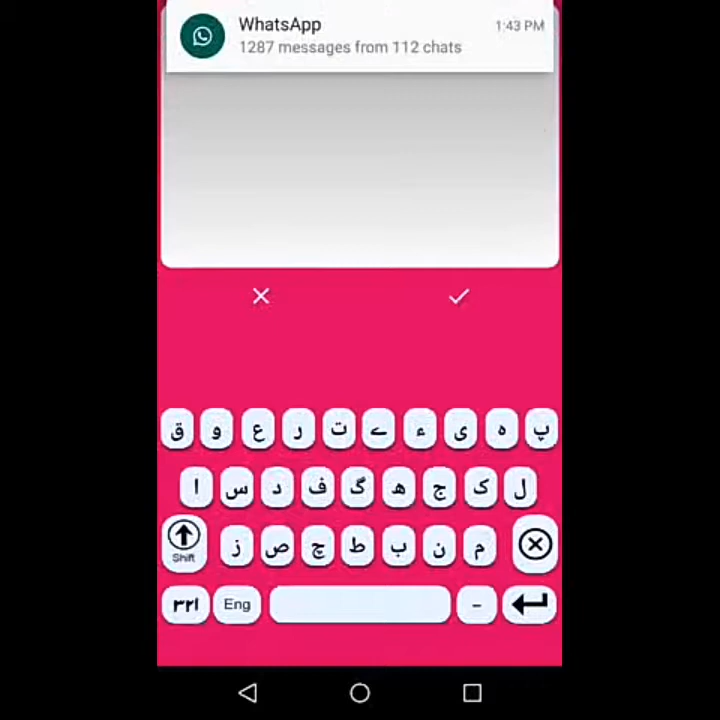 WhatsApp 1:43 PM
1287 messages from 112 chats
ق و ع ر ت ے ء ی ہ پ
ا س د ف گ ھ ج ک ل
Shift ز ص چ ط ب ن م
۳۲۱ Eng -